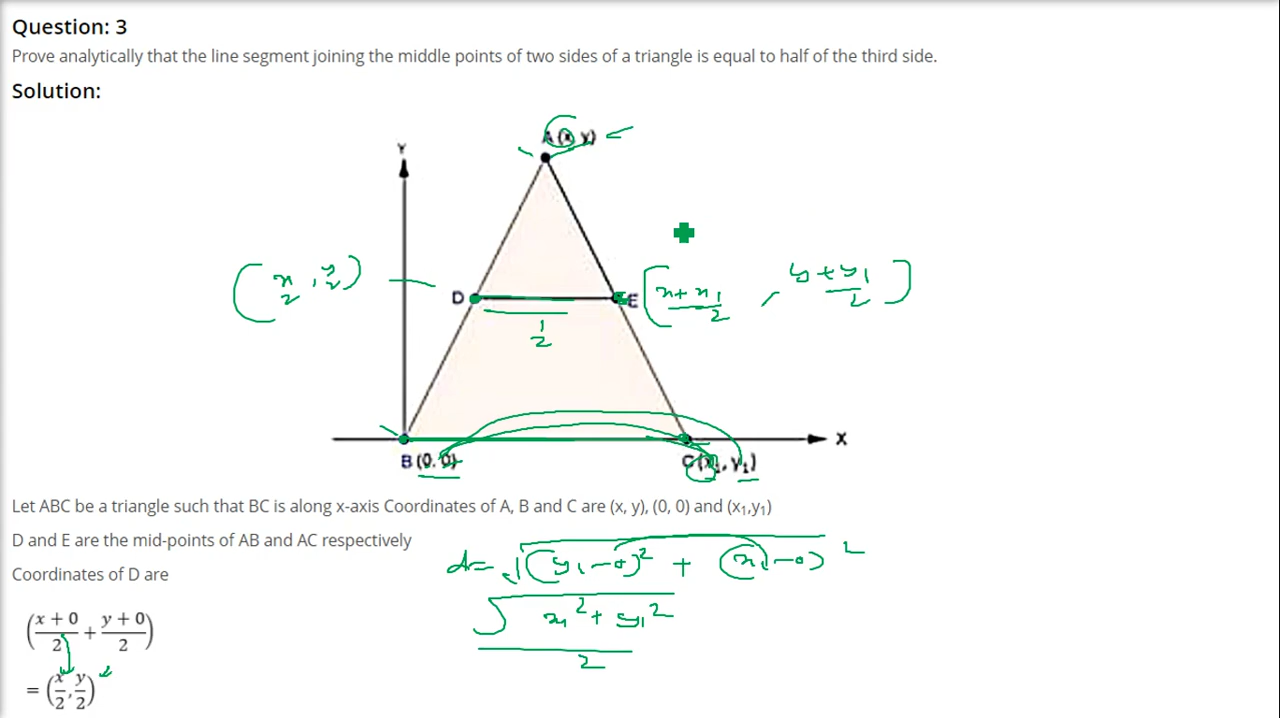 Question: 3
Prove analytically that the line segment joining the middle points of two sides of a triangle is equal to half of the third side.
Solution:
A (x, y)
Y
(x/2, y/2)
D
E
[x+x₁/2, y+y₁/2]
1/2
X
B (0, 0)
C(x₁, y₁)
Let ABC be a triangle such that BC is along x-axis Coordinates of A, B and C are (x, y), (0, 0) and (x₁,y₁)
D and E are the mid-points of AB and AC respectively
d=√(y₁-0)² + (x₁-0)²
Coordinates of D are
((x + 0)/2 + (y + 0)/2)
√x₁²+y₁²/2
= (x/2, y/2)